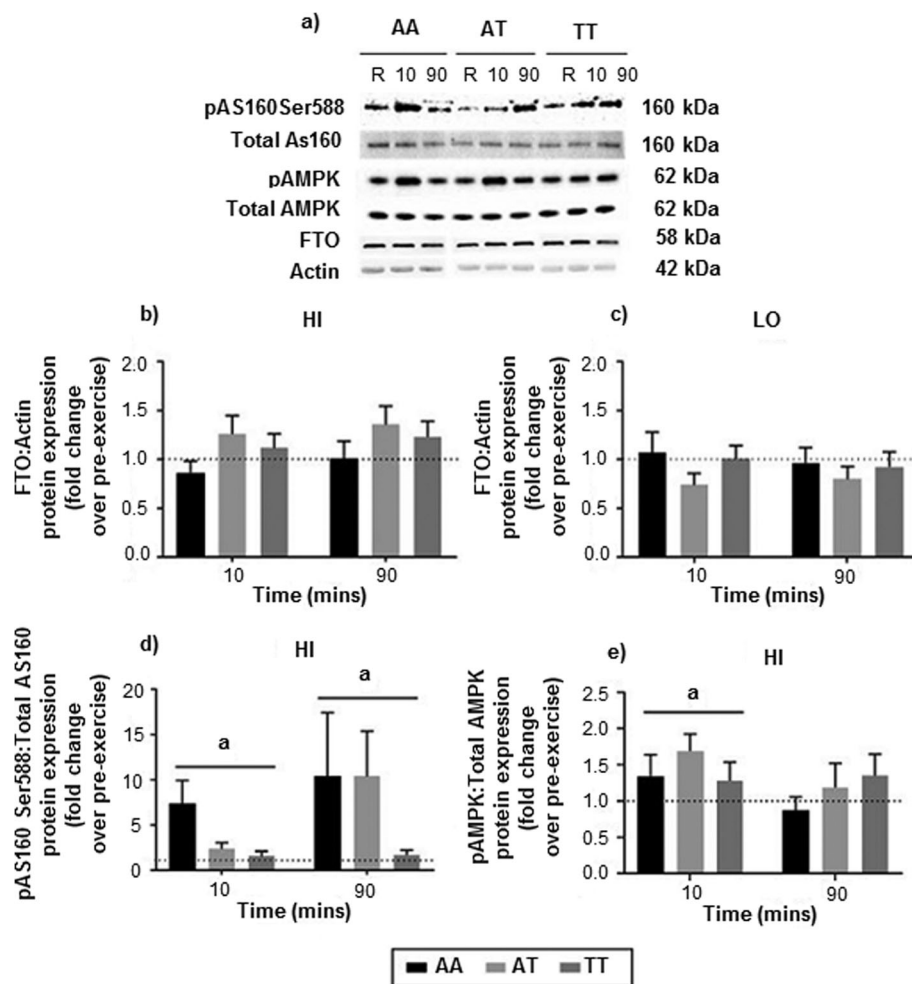 a)
AA AT TT
R 10 90 R 10 90 R 10 90
pAS160Ser588 160 kDa
Total As160 160 kDa
pAMPK 62 kDa
Total AMPK 62 kDa
FTO 58 kDa
Actin 42 kDa
b) HI
FTO:Actin
protein expression
(fold change
over pre-exercise)
2.0
1.5
1.0
0.5
0.0
10 90
Time (mins)
c) LO
FTO:Actin
protein expression
(fold change
over pre-exercise)
2.0
1.5
1.0
0.5
0.0
10 90
Time (mins)
d) HI
pAS160 Ser588:Total AS160
protein expression
(fold change
over pre-exercise)
20
15
10
5
0
a
a
10 90
Time (mins)
e) HI
pAMPK:Total AMPK
protein expression
(fold change
over pre-exercise)
2.5
2.0
1.5
1.0
0.5
0.0
a
10 90
Time (mins)
AA AT TT